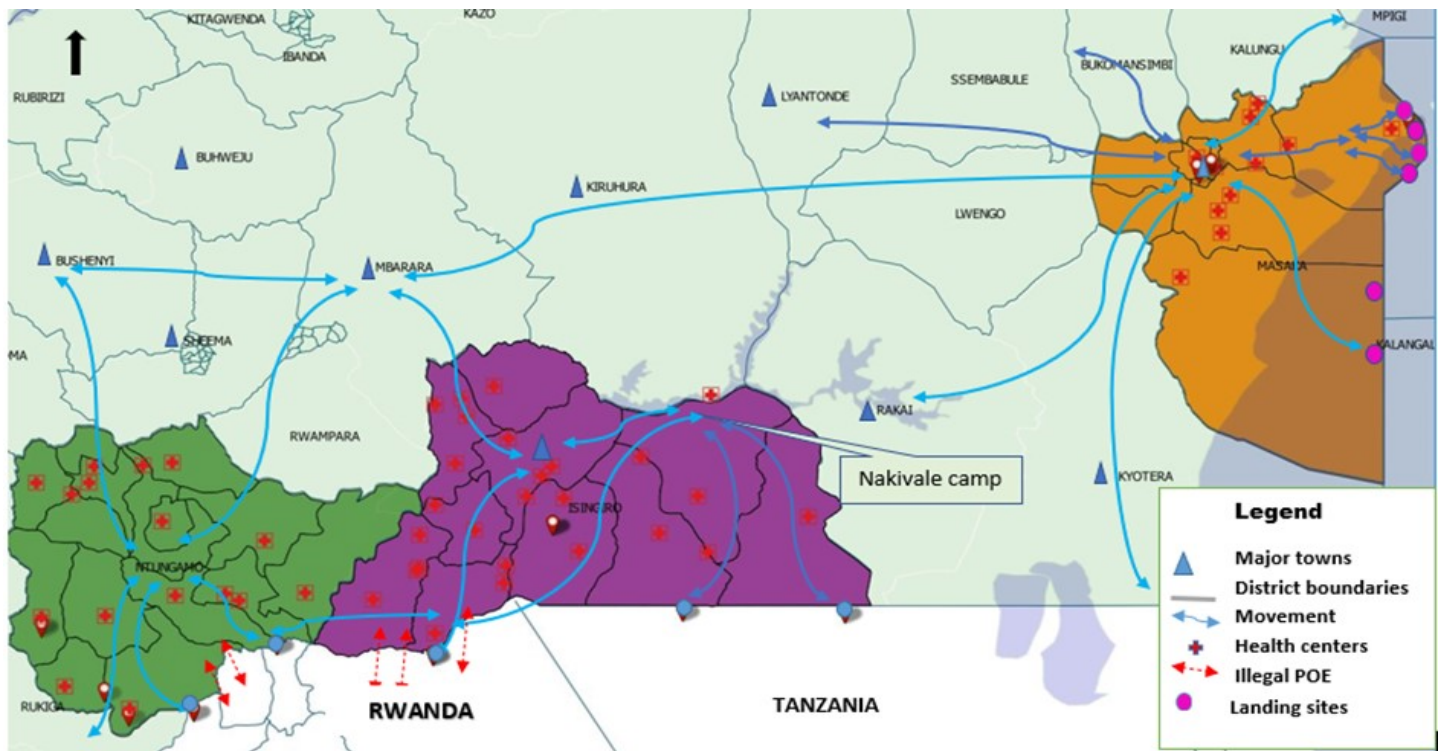 KITAGWENDA
KAZO
MPIGI
IBANDA
KALUNGU
BUKOMANSIMBI
SSEMBABULE
RUBIRIZI
LYANTONDE
BUHWEJU
KIRUHURA
LWENGO
BUSHENYI
MBARARA
MASAKA
SHEEMA
OMA
KALANGAL
RAKAI
RWAMPARA
Nakivale camp
KYOTERA
ISINGIRO
NTUNGAMO
RUKIGA
RWANDA
TANZANIA
Legend
Major towns
District boundaries
Movement
Health centers
Illegal POE
Landing sites